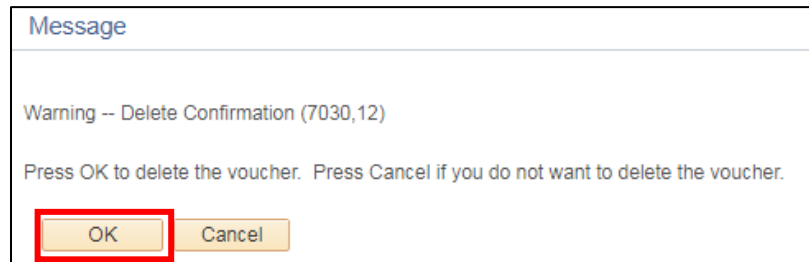 Message
Warning -- Delete Confirmation (7030,12)
Press OK to delete the voucher.  Press Cancel if you do not want to delete the voucher.
OK Cancel